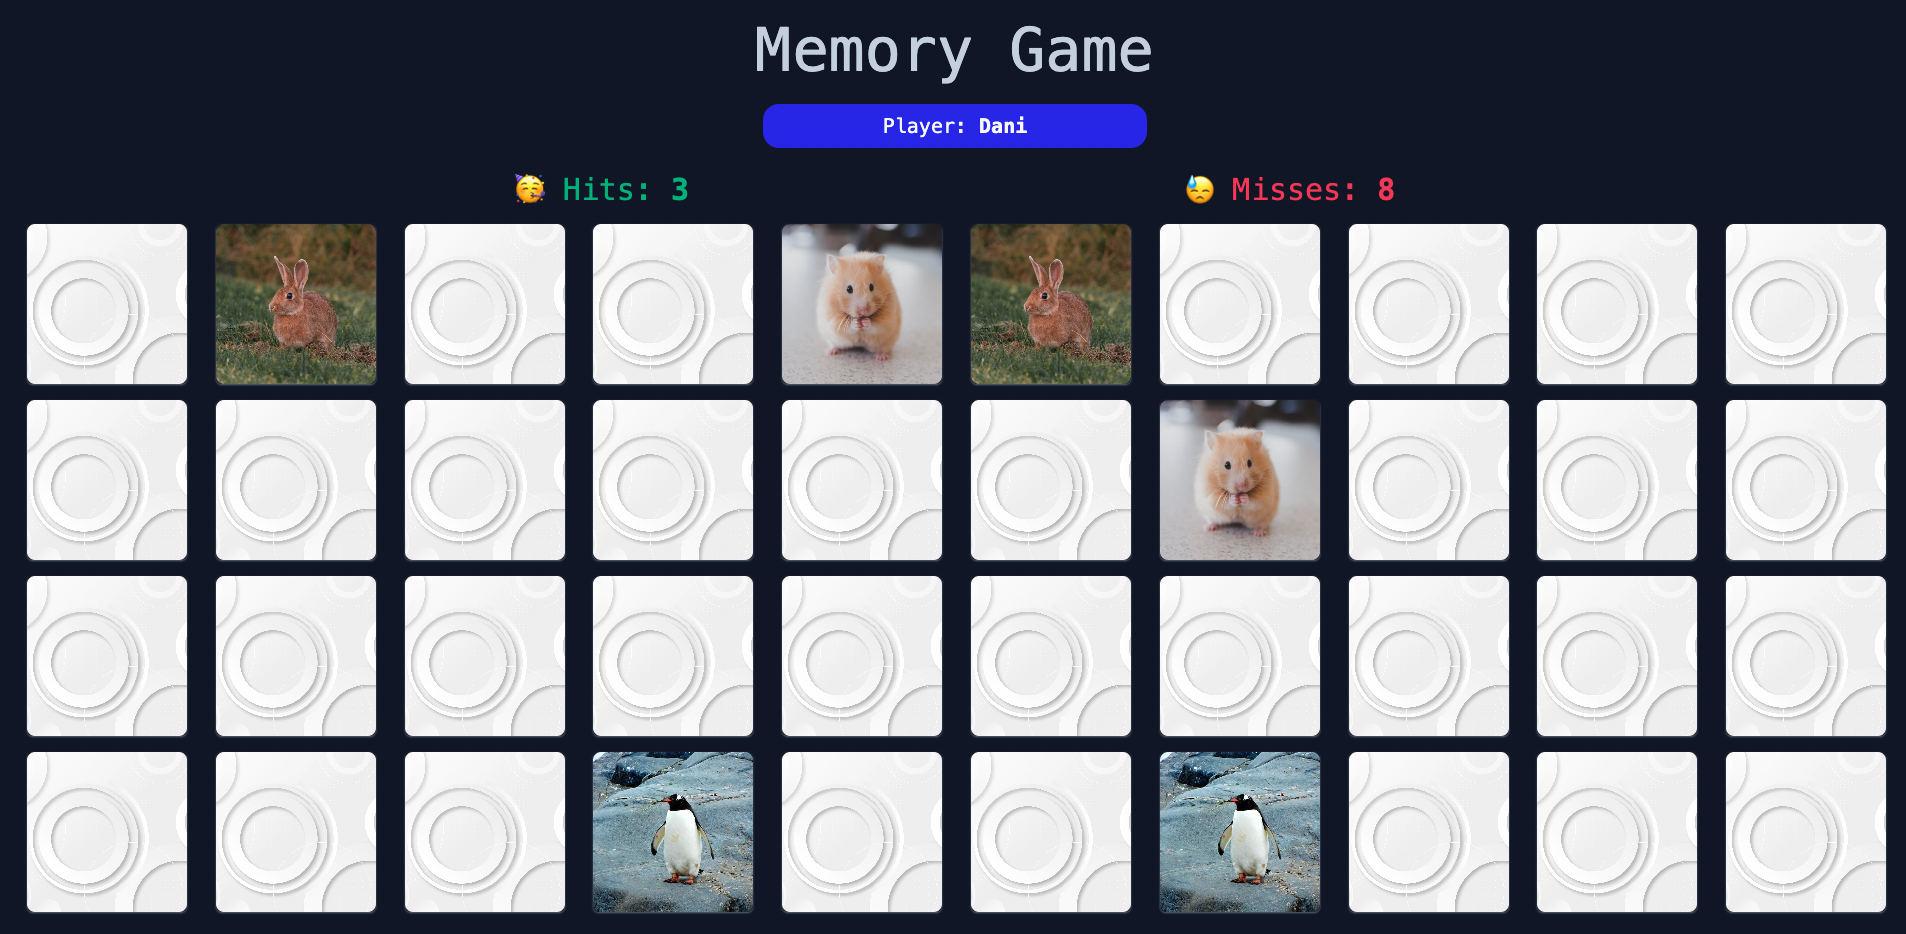 Memory Game
Player: Dani
🥳 Hits: 3
😓 Misses: 8